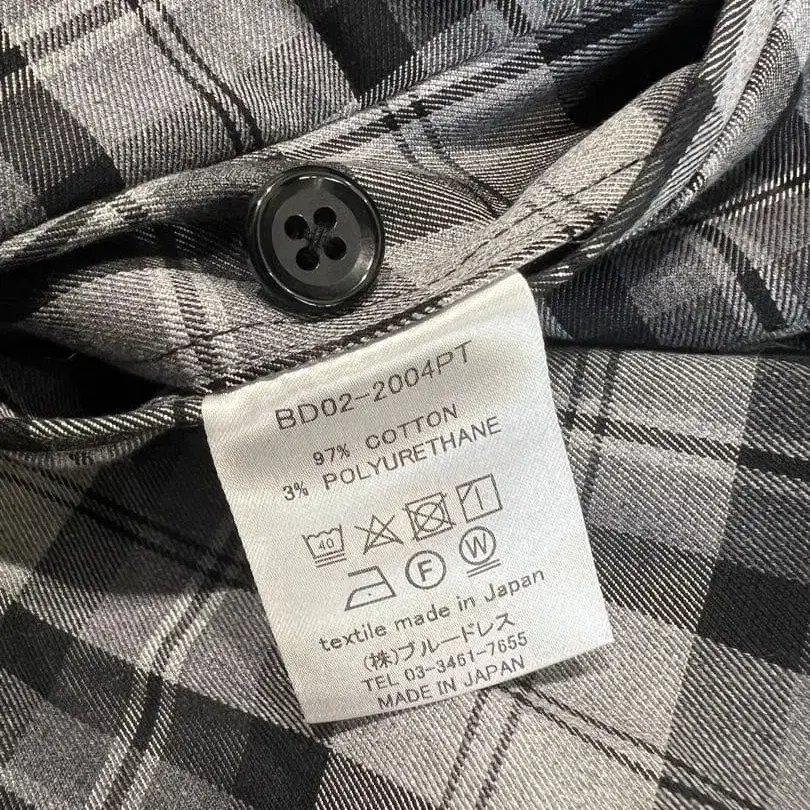 BD02-2004PT
97% COTTON
3% POLYURETHANE
40
F W
textile made in Japan
(株)ブルードレス
TEL 03-3461-7655
MADE IN JAPAN